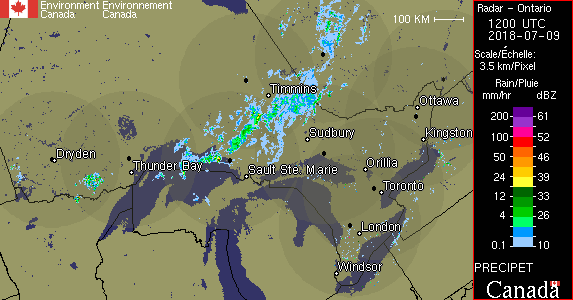 Environment Environnement
Canada Canada
100 KM
Timmins
Ottawa
Sudbury
Kingston
Dryden
Thunder Bay
Sault Ste. Marie
Orillia
Toronto
London
Windsor
Radar - Ontario
1200 UTC
2018-07-09
Scale/Échelle:
3.5 km/Pixel
Rain/Pluie
mm/hr dBZ
200 61
100 52
50 46
24 39
12 34
4 26
0.1 10
PRECIPET
Canada